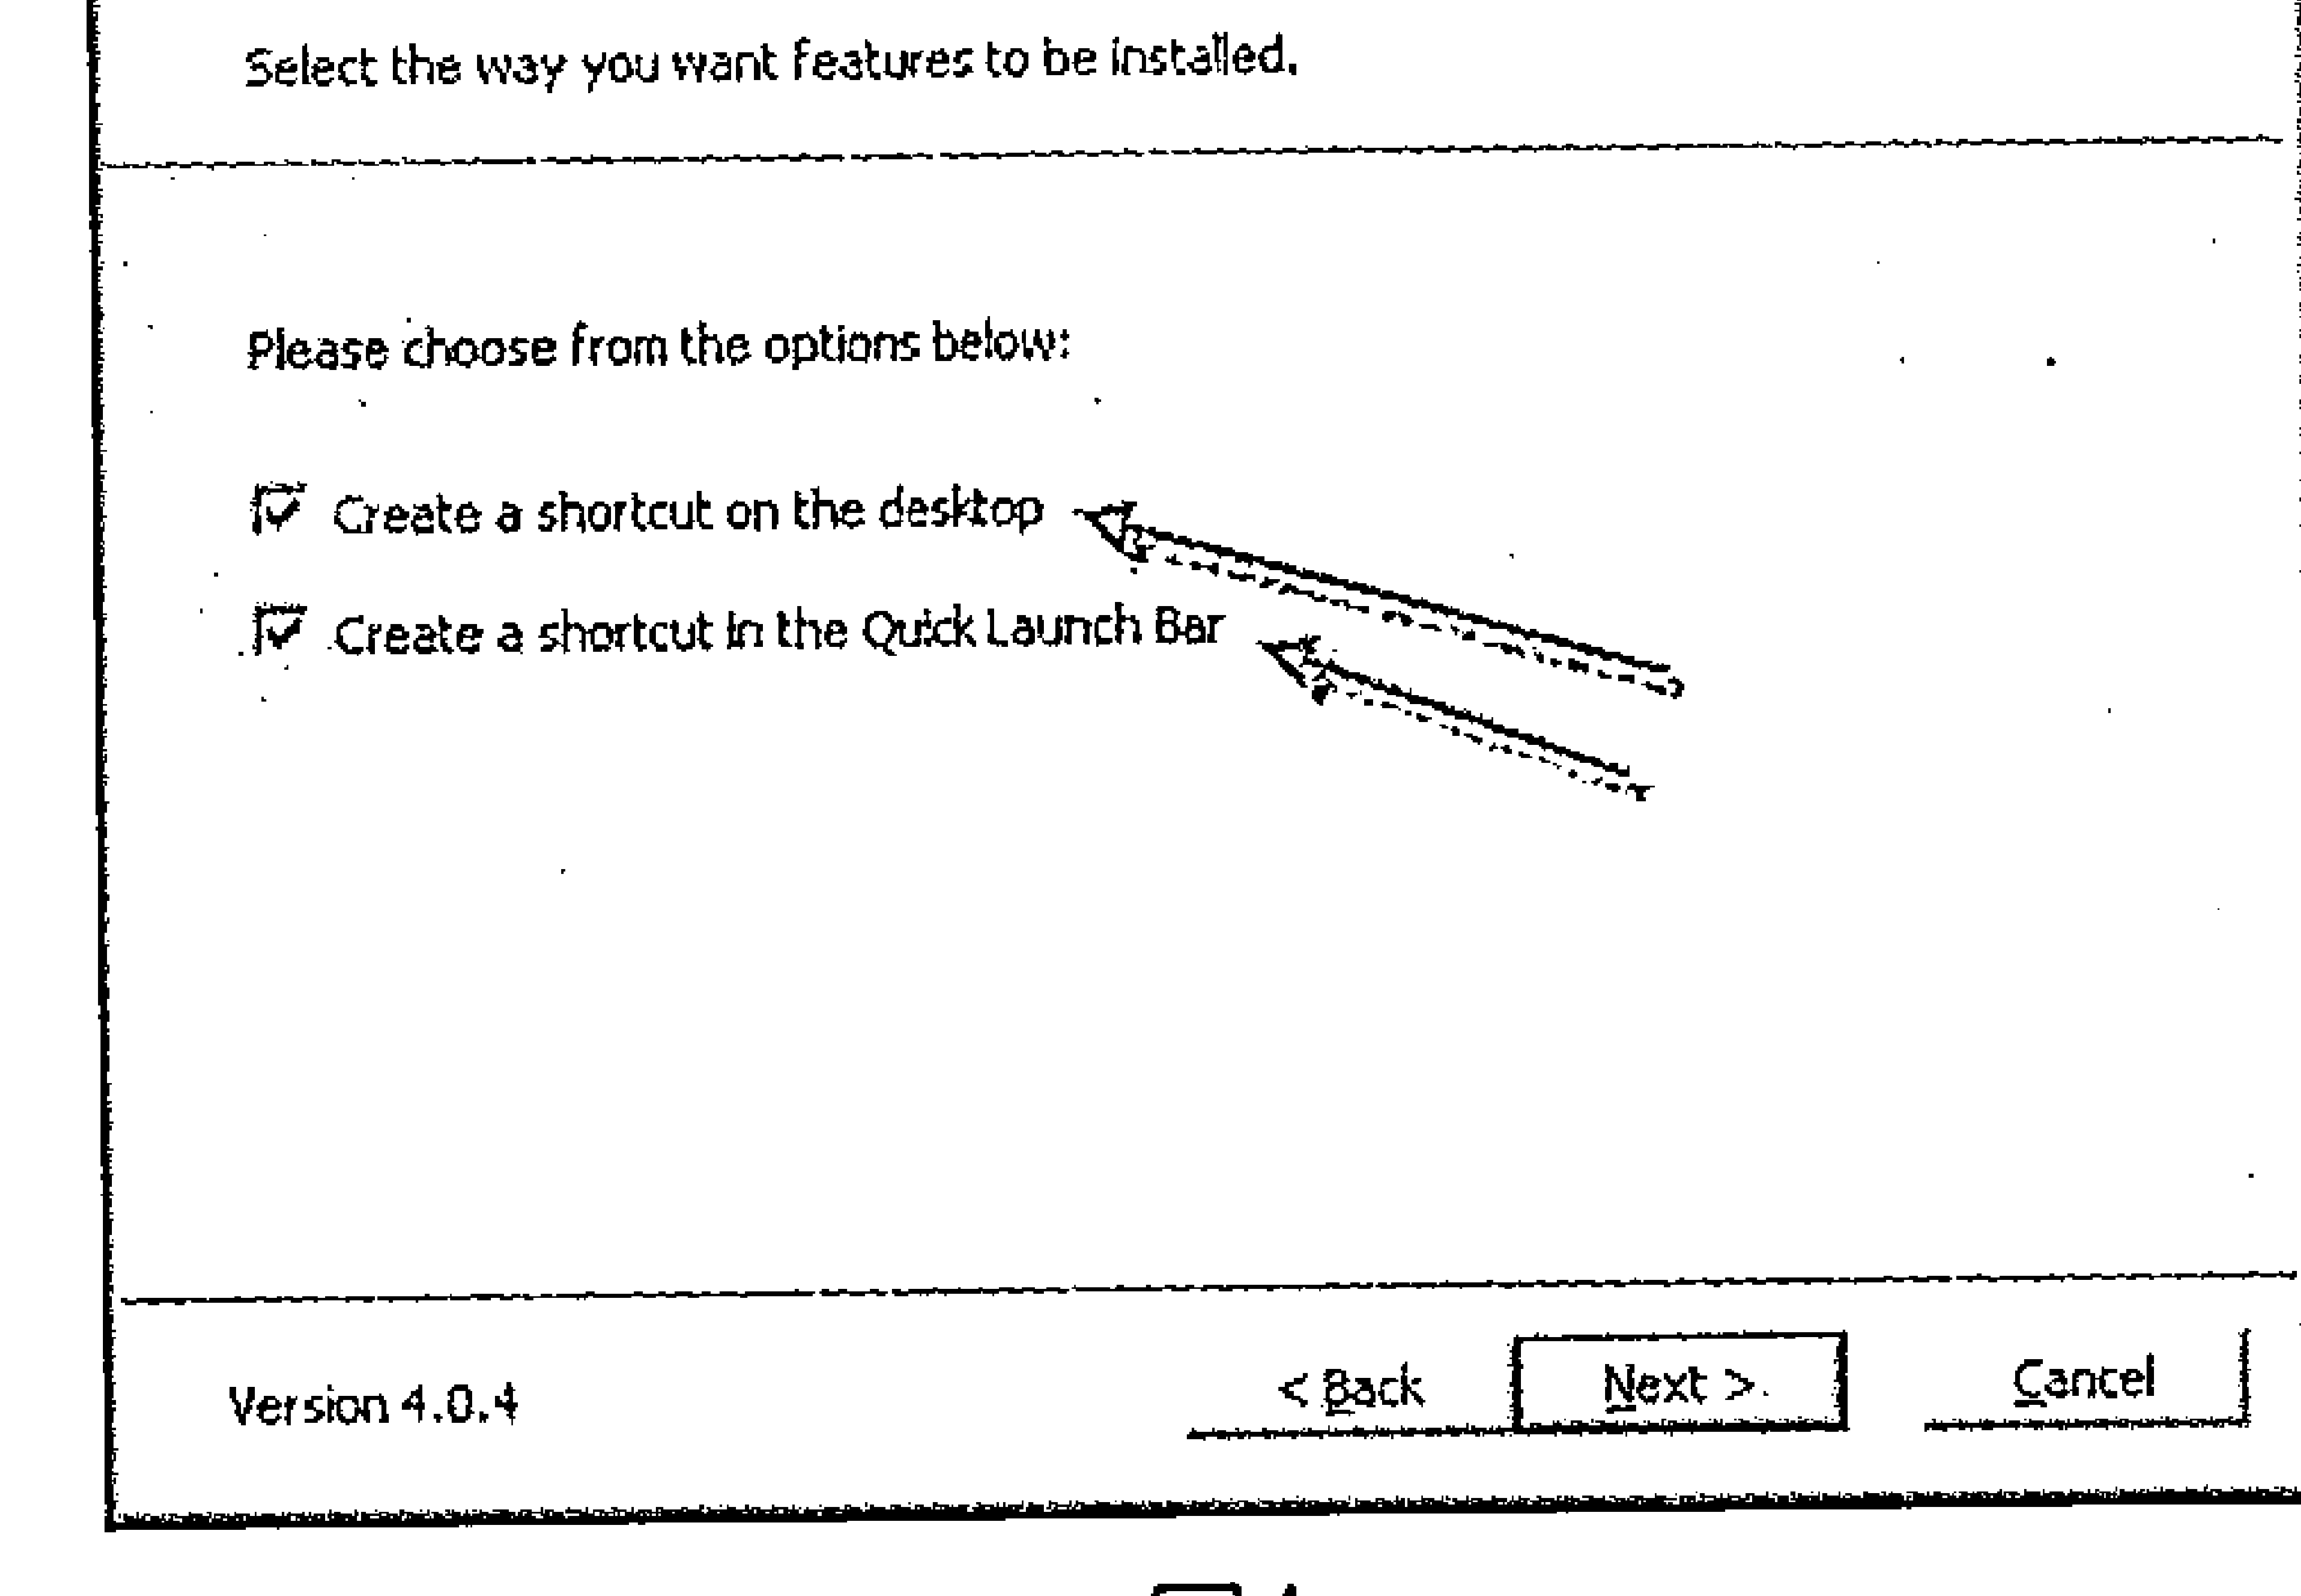 Select the way you want features to be installed.
Please choose from the options below:
Create a shortcut on the desktop
Create a shortcut in the Quick Launch Bar
Version 4.0.4
< Back
Next >
Cancel